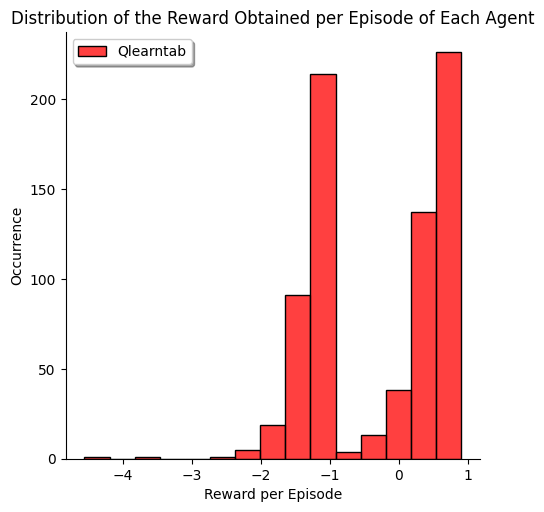 Distribution of the Reward Obtained per Episode of Each Agent
Qlearntab
200
150
100
50
0
Occurrence
−4
−3
−2
−1
0
1
Reward per Episode